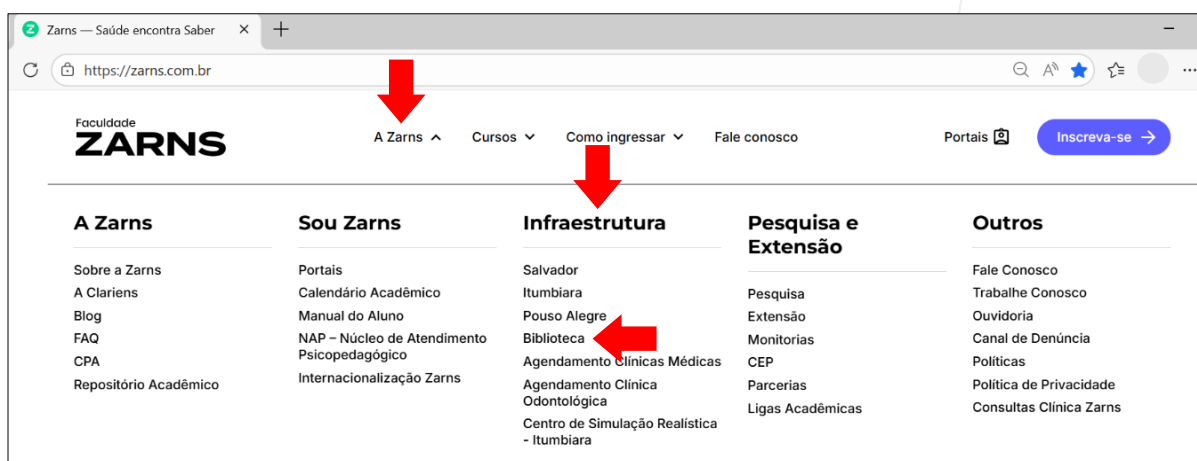 Zarns — Saúde encontra Saber
https://zarns.com.br
Faculdade
ZARNS
A Zarns
Cursos
Como ingressar
Fale conosco
Portais
Inscreva-se
A Zarns
Sobre a Zarns
A Clariens
Blog
FAQ
CPA
Repositório Acadêmico
Sou Zarns
Portais
Calendário Acadêmico
Manual do Aluno
NAP – Núcleo de Atendimento
Psicopedagógico
Internacionalização Zarns
Infraestrutura
Salvador
Itumbiara
Pouso Alegre
Biblioteca
Agendamento Clínicas Médicas
Agendamento Clínica
Odontológica
Centro de Simulação Realística
- Itumbiara
Pesquisa e
Extensão
Pesquisa
Extensão
Monitorias
CEP
Parcerias
Ligas Acadêmicas
Outros
Fale Conosco
Trabalhe Conosco
Ouvidoria
Canal de Denúncia
Políticas
Política de Privacidade
Consultas Clínica Zarns